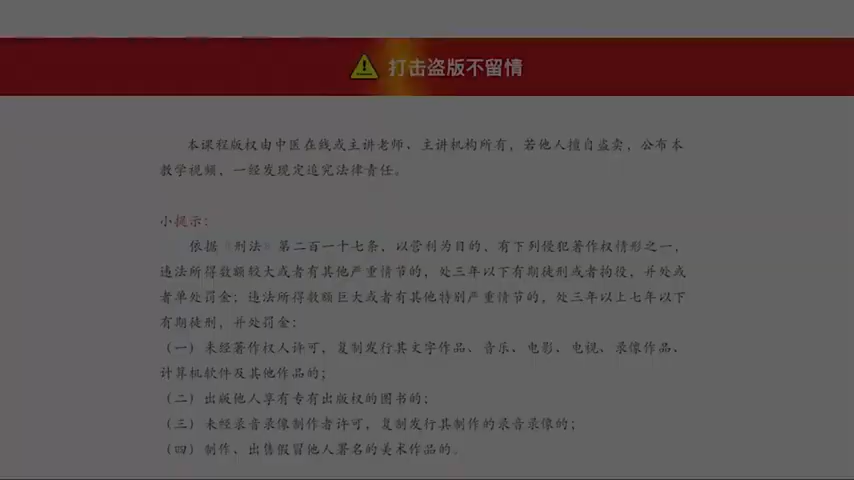 打击盗版不留情
本课程版权由中医在线或主讲老师、主讲机构所有，若他人擅自盗卖，公布本
教学视频，一经发现定追究法律责任。
小提示：
依据《刑法》第二百一十七条，以营利为目的，有下列侵犯著作权情形之一，
违法所得数额较大或者有其他严重情节的，处三年以下有期徒刑或者拘役，并处或
者单处罚金；违法所得数额巨大或者有其他特别严重情节的，处三年以上七年以下
有期徒刑，并处罚金：
（一）未经著作权人许可，复制发行其文字作品、音乐、电影、电视、录像作品、
计算机软件及其他作品的；
（二）出版他人享有专有出版权的图书的；
（三）未经录音录像制作者许可，复制发行其制作的录音录像的；
（四）制作、出售假冒他人署名的美术作品的。